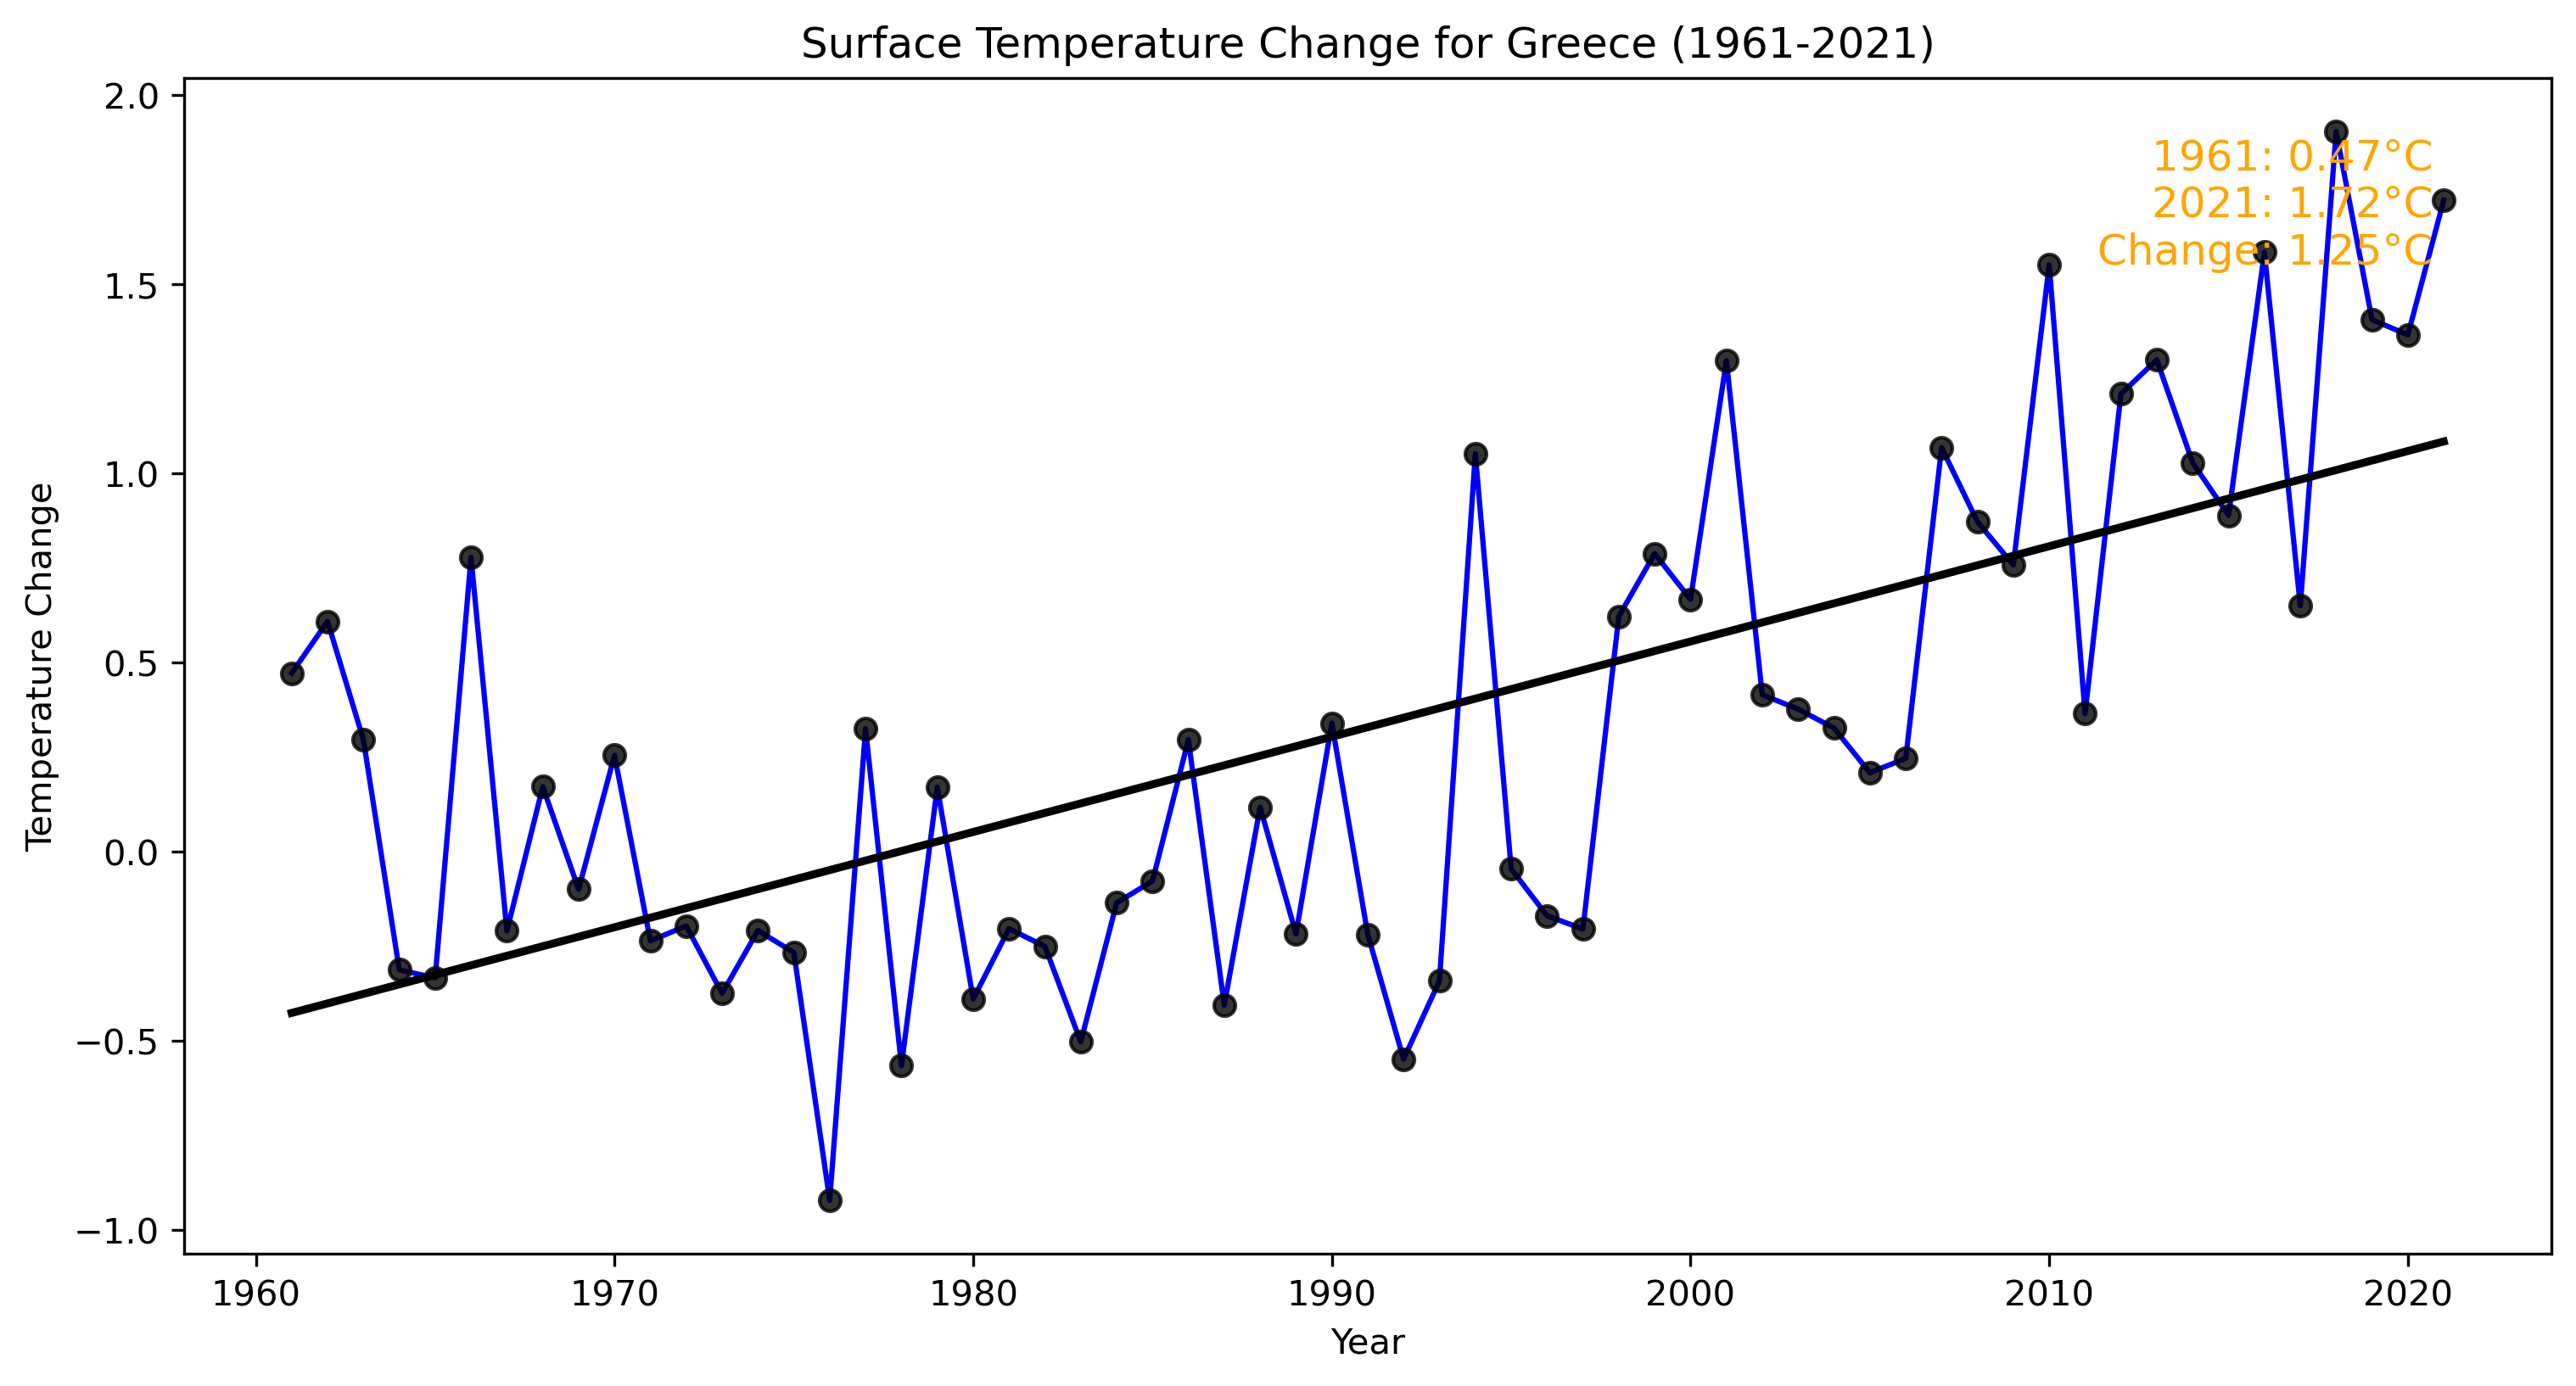 Surface Temperature Change for Greece (1961-2021)
2.0
1.5
1.0
0.5
0.0
−0.5
−1.0
Temperature Change
1961: 0.47°C
2021: 1.72°C
Change: 1.25°C
1960 1970 1980 1990 2000 2010 2020
Year